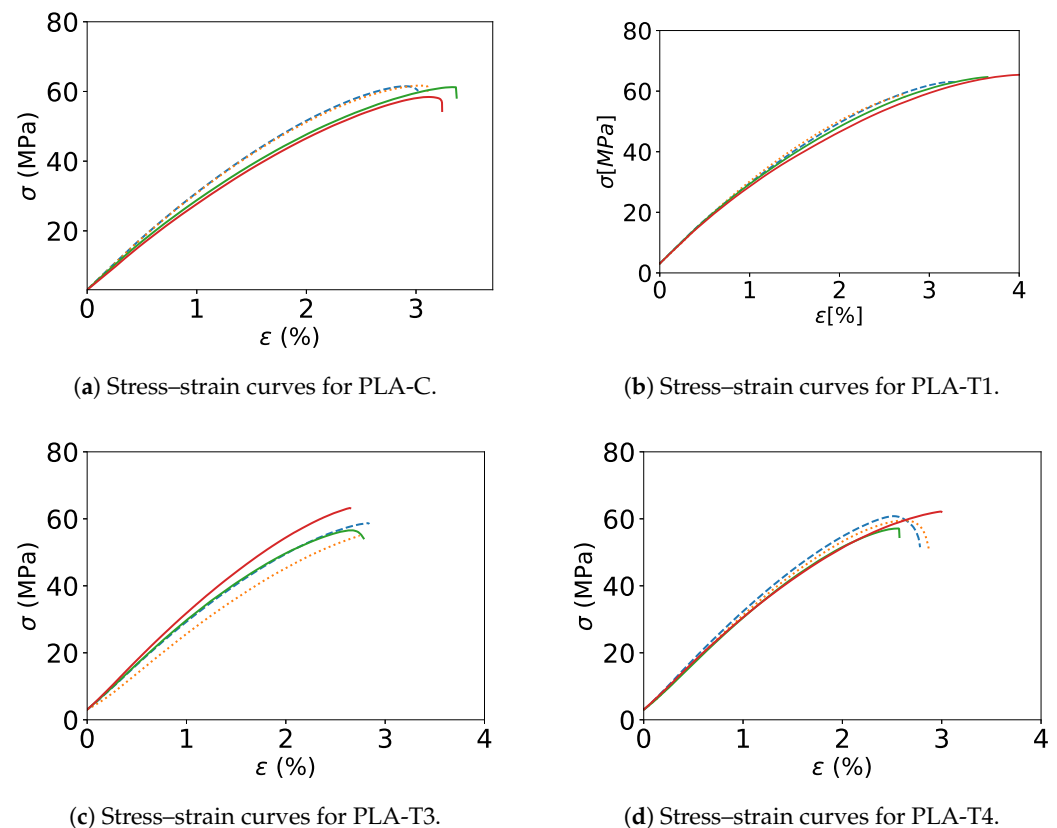 80
60
40
20
σ (MPa)
0 1 2 3
ε (%)
(a) Stress–strain curves for PLA-C.
80
60
40
20
0
σ[MPa]
0 1 2 3 4
ε[%]
(b) Stress–strain curves for PLA-T1.
80
60
40
20
0
σ (MPa)
0 1 2 3 4
ε (%)
(c) Stress–strain curves for PLA-T3.
80
60
40
20
0
σ (MPa)
0 1 2 3 4
ε (%)
(d) Stress–strain curves for PLA-T4.